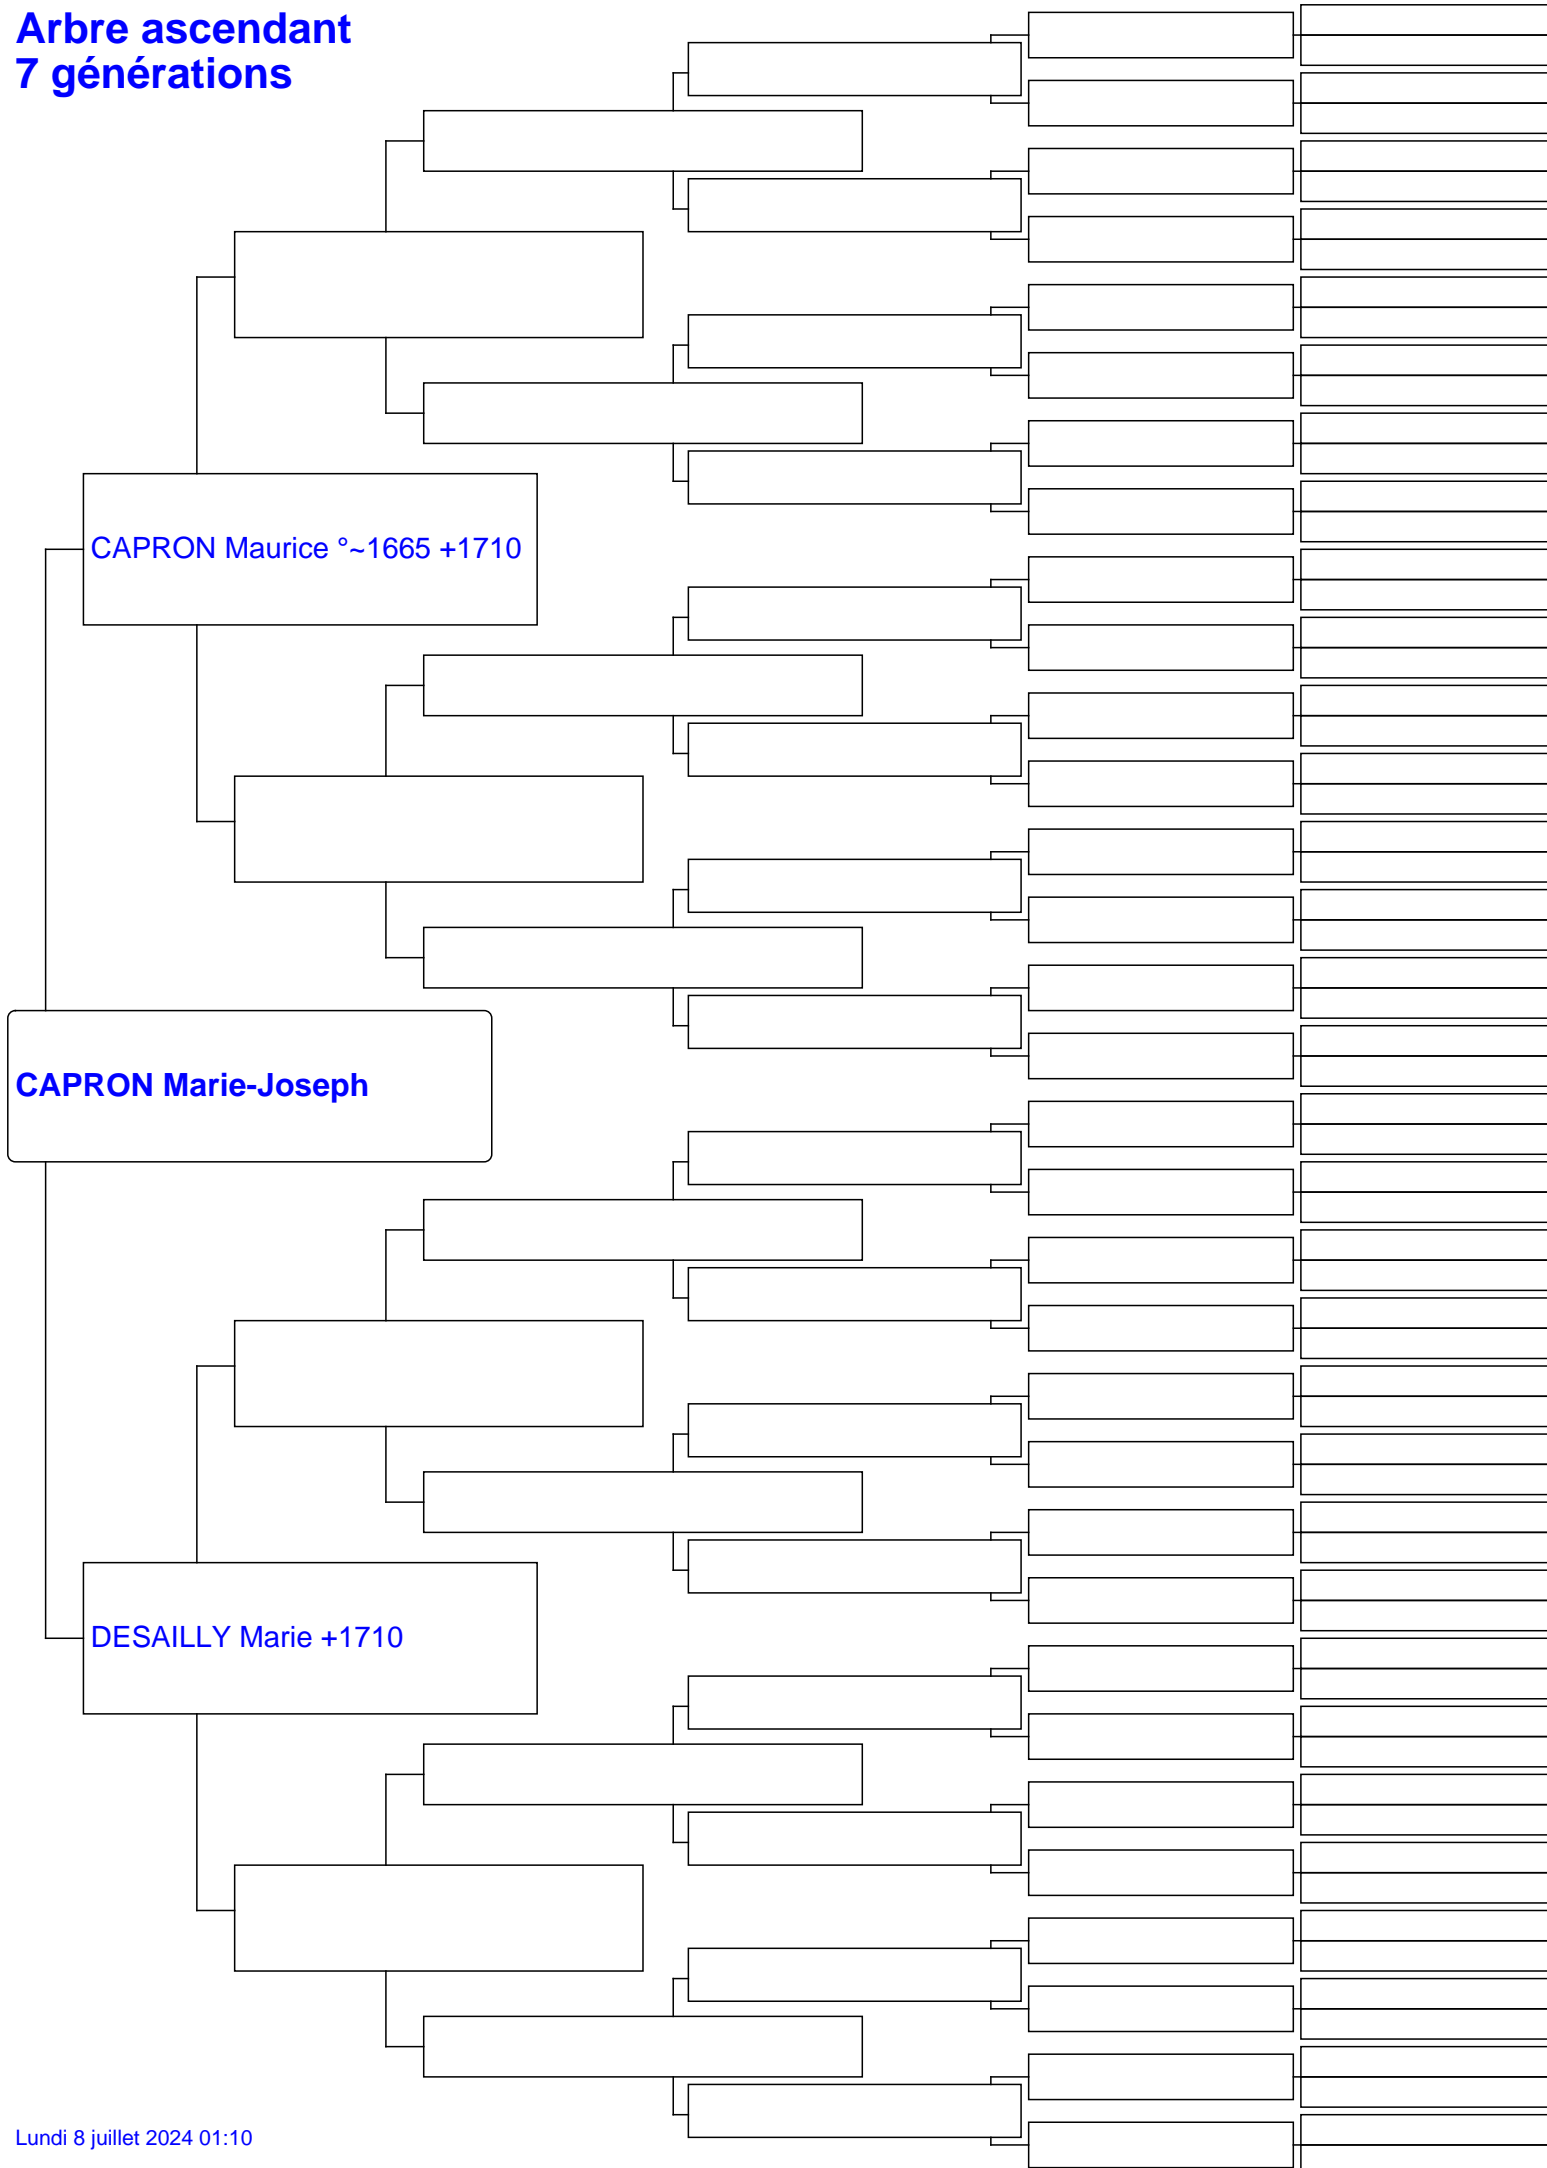 Arbre ascendant
7 générations
CAPRON Maurice °~1665 +1710
CAPRON Marie-Joseph
DESAILLY Marie +1710
Lundi 8 juillet 2024 01:10